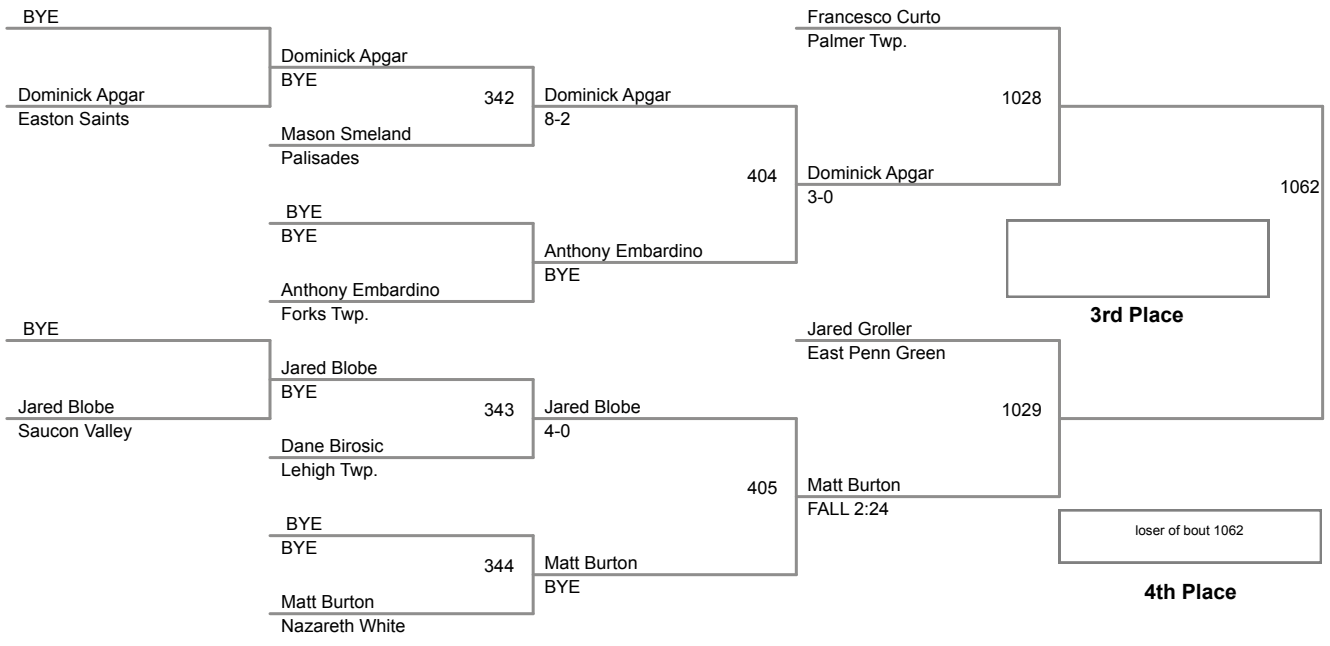 BYE
Francesco Curto
Palmer Twp.
Dominick Apgar
BYE
Dominick Apgar
342
Dominick Apgar
1028
Easton Saints
8-2
Mason Smeland
Palisades
404
Dominick Apgar
3-0
1062
BYE
BYE
Anthony Embardino
BYE
Anthony Embardino
Forks Twp.
3rd Place
BYE
Jared Groller
East Penn Green
Jared Blobe
BYE
Jared Blobe
343
Jared Blobe
1029
Saucon Valley
4-0
Dane Birosic
Lehigh Twp.
405
Matt Burton
FALL 2:24
BYE
BYE
loser of bout 1062
344
Matt Burton
BYE
4th Place
Matt Burton
Nazareth White